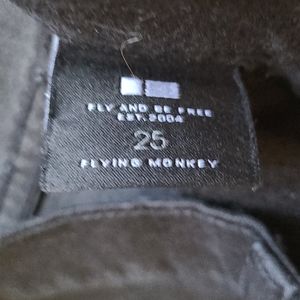 FLY AND BE FREE
EST.2004
25
FLYING MONKEY